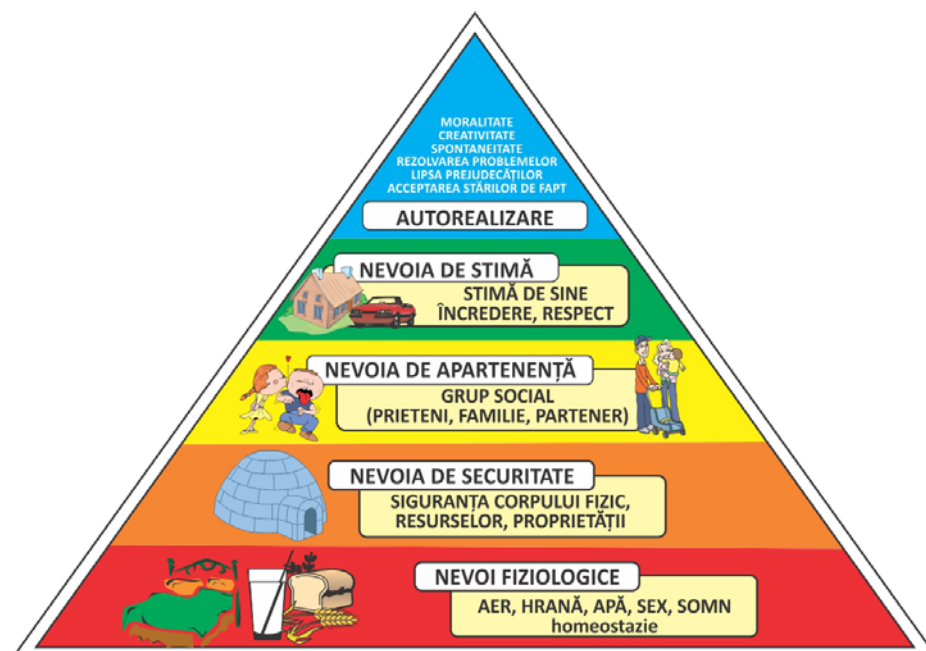 MORALITATE
CREATIVITATE
SPONTANEITATE
REZOLVAREA PROBLEMELOR
LIPSA PREJUDECĂȚILOR
ACCEPTAREA STĂRILOR DE FAPT
AUTOREALIZARE
NEVOIA DE STIMĂ
STIMĂ DE SINE
ÎNCREDERE, RESPECT
NEVOIA DE APARTENENȚĂ
GRUP SOCIAL
(PRIETENI, FAMILIE, PARTENER)
NEVOIA DE SECURITATE
SIGURANȚA CORPULUI FIZIC,
RESURSELOR, PROPRIETĂȚII
NEVOI FIZIOLOGICE
AER, HRANĂ, APĂ, SEX, SOMN
homeostazie